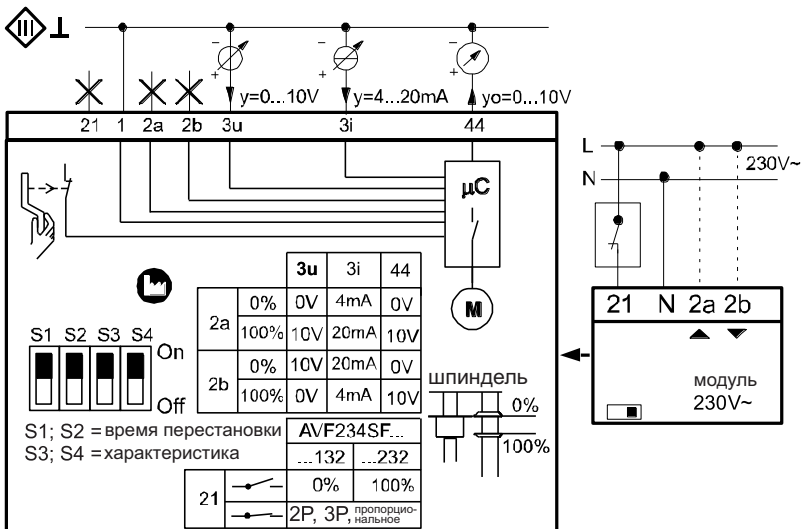 III
y=0...10V y=4...20mA yo=0...10V
21 1 2a 2b 3u 3i 44
µC
M
3u 3i 44
2a 0% 0V 4mA 0V
100% 10V 20mA 10V
2b 0% 10V 20mA 0V
100% 0V 4mA 10V
S1 S2 S3 S4
On
Off
S1; S2 = время перестановки
S3; S4 = характеристика
AVF234SF...
...132 ...232
21 0% 100%
2P, 3P, пропорцио-
нальное
шпиндель
0%
100%
L
N
230V~
21 N 2a 2b
модуль
230V~